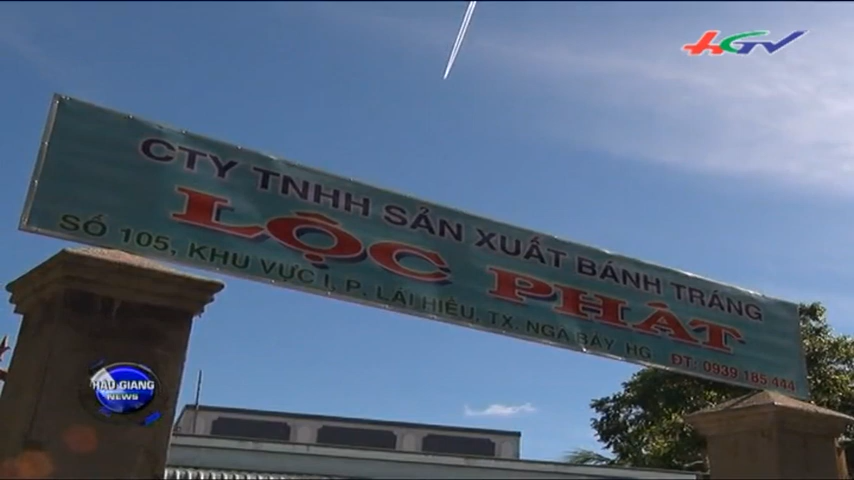 HGTV
CTY TNHH SẢN XUẤT BÁNH TRÁNG
LỘC PHÁT
SỐ 105, KHU VỰC I, P. LÁI HIẾU, TX. NGÃ BẢY, HG ĐT: 0939 185 444
HAU GIANG
NEWS